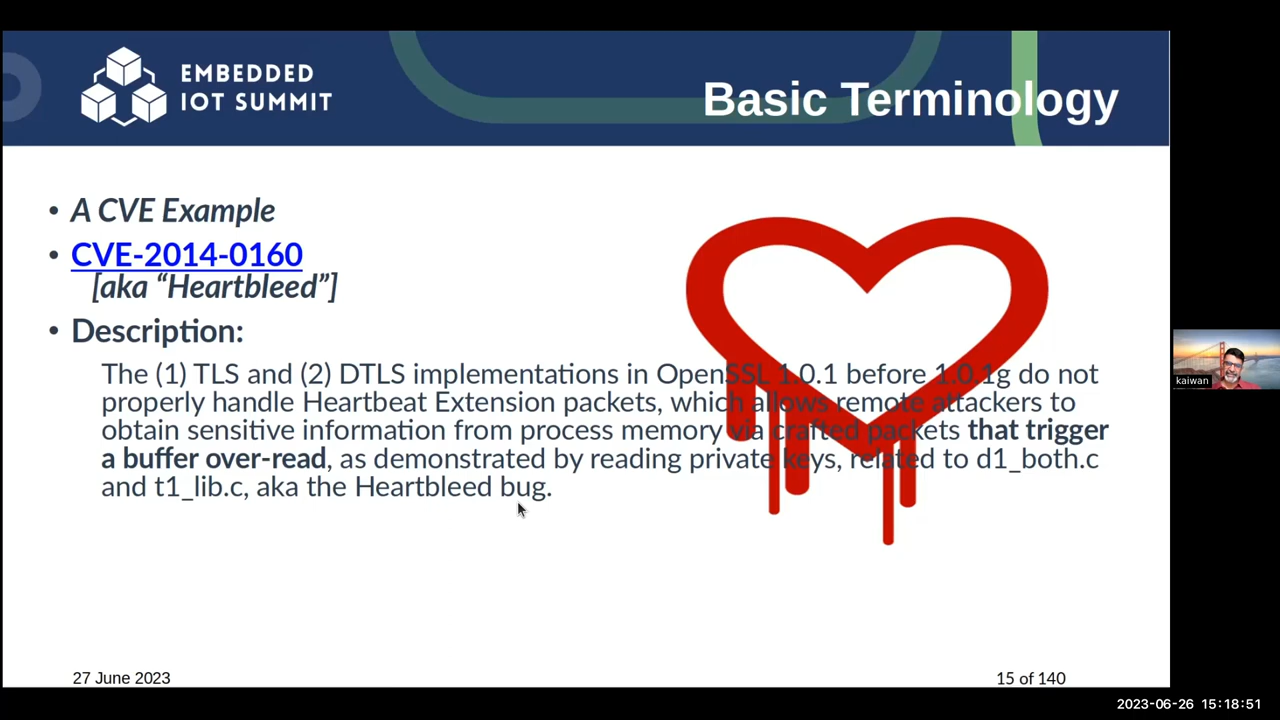 EMBEDDED
IOT SUMMIT
Basic Terminology
• A CVE Example
• CVE-2014-0160
[aka “Heartbleed”]
• Description:
The (1) TLS and (2) DTLS implementations in OpenSSL 1.0.1 before 1.0.1g do not
properly handle Heartbeat Extension packets, which allows remote attackers to
obtain sensitive information from process memory via crafted packets that trigger
a buffer over-read, as demonstrated by reading private keys, related to d1_both.c
and t1_lib.c, aka the Heartbleed bug.
kaiwan
27 June 2023
15 of 140
2023-06-26 15:18:51